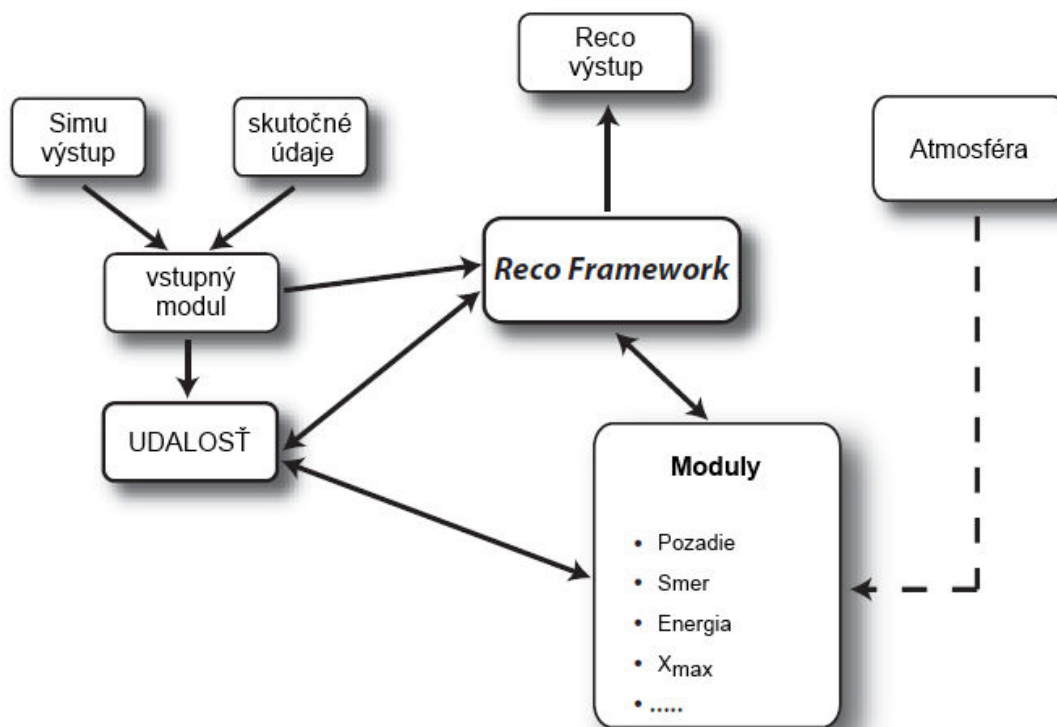 Reco
výstup
Simu
výstup
skutočné
údaje
Atmosféra
vstupný
modul
Reco Framework
UDALOSŤ
Moduly
• Pozadie
• Smer
• Energia
• Xmax
• .....